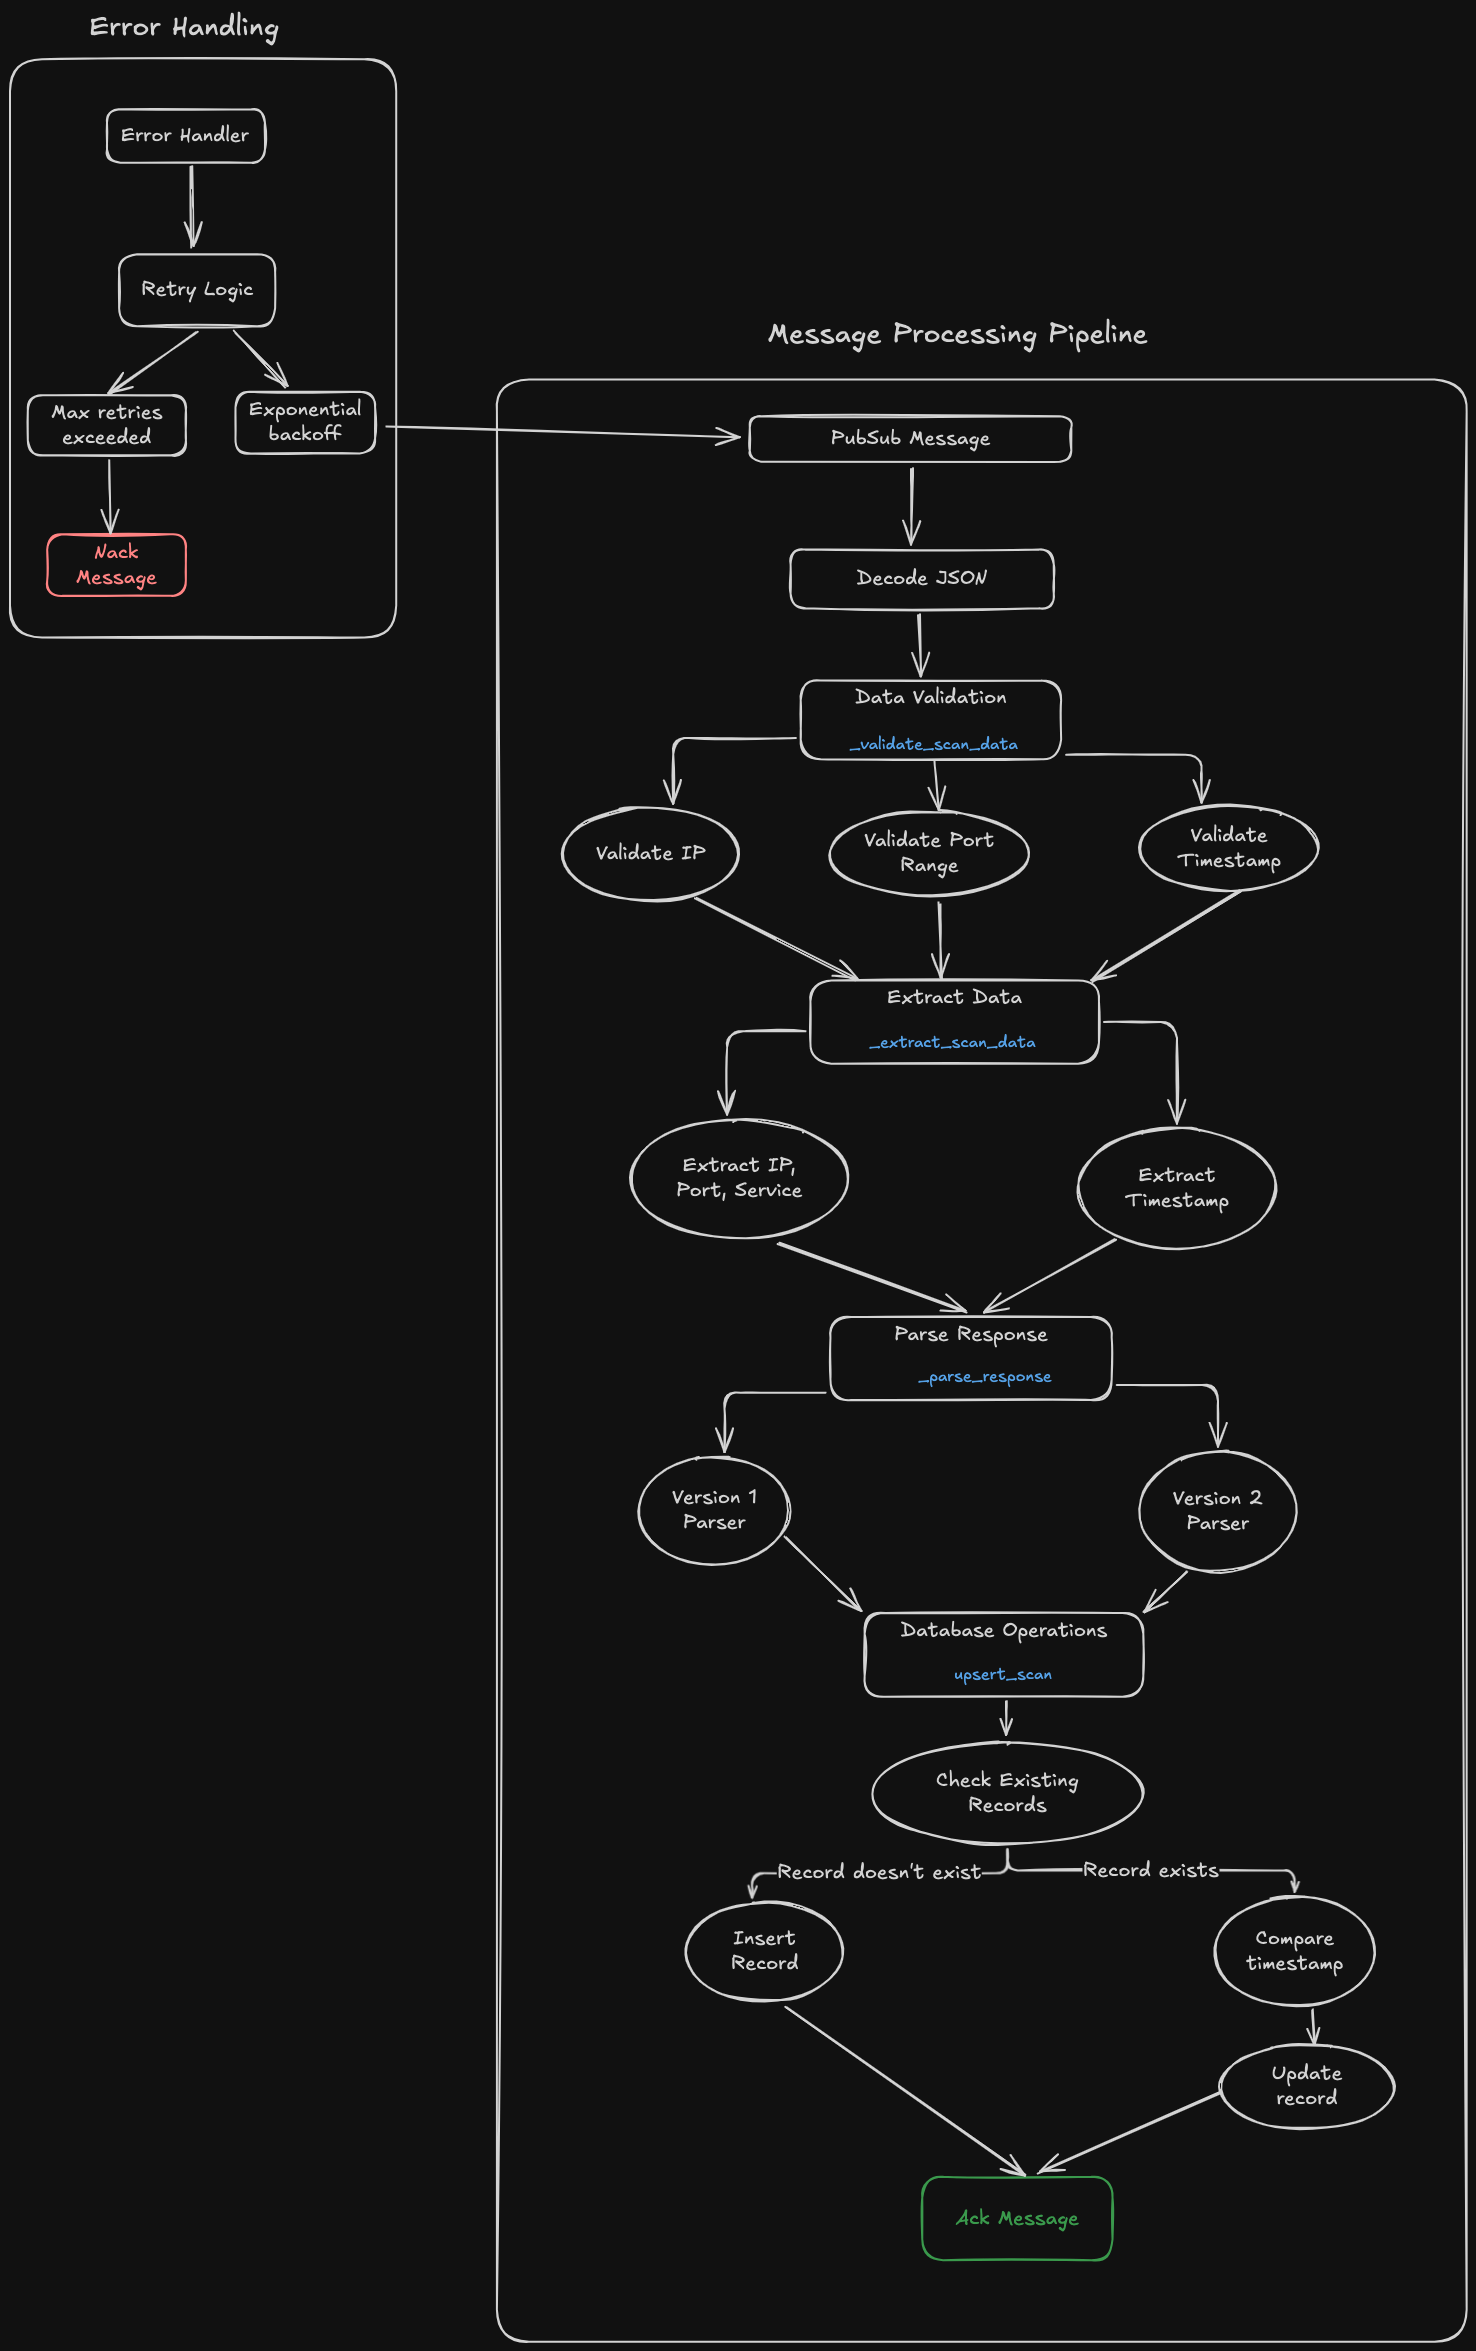 Error Handling
Error Handler
Retry Logic
Max retries
exceeded
Exponential
backoff
Nack
Message
Message Processing Pipeline
PubSub Message
Decode JSON
Data Validation
_validate_scan_data
Validate IP
Validate Port
Range
Validate
Timestamp
Extract Data
_extract_scan_data
Extract IP,
Port, Service
Extract
Timestamp
Parse Response
_parse_response
Version 1
Parser
Version 2
Parser
Database Operations
upsert_scan
Check Existing
Records
Record doesn't exist
Record exists
Insert
Record
Compare
timestamp
Update
record
Ack Message